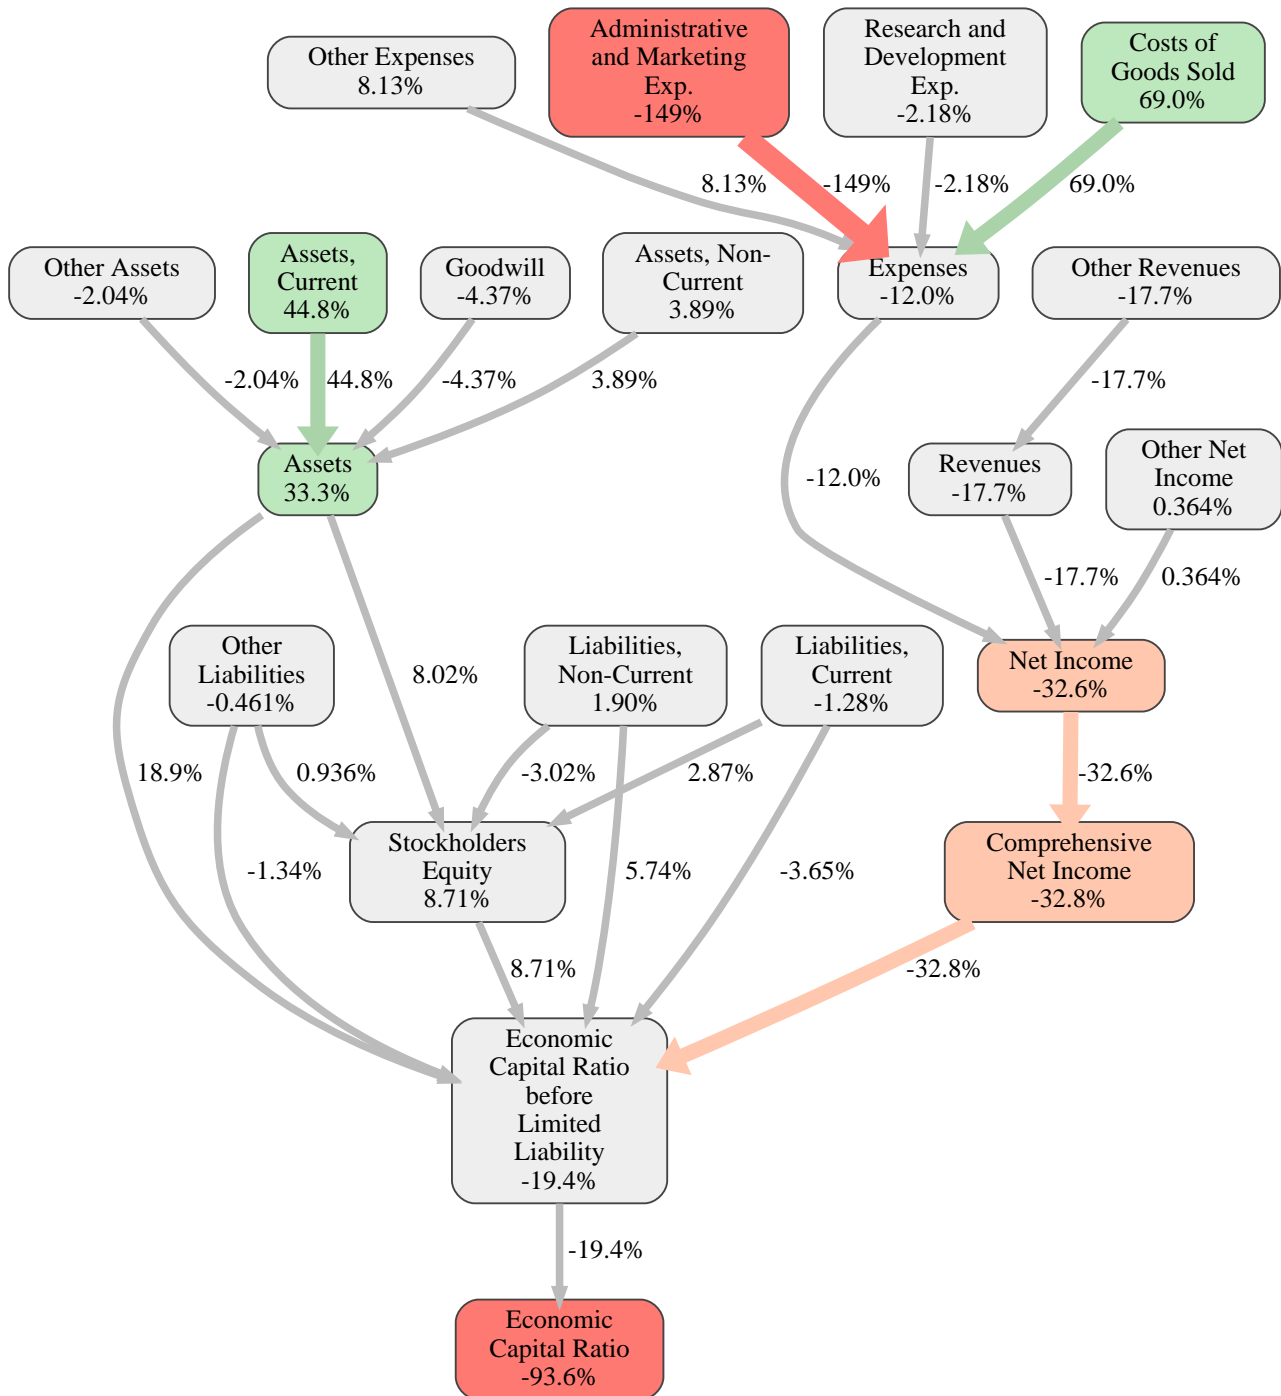 Other Expenses
8.13%
Administrative
and Marketing
Exp.
-149%
Research and
Development
Exp.
-2.18%
Costs of
Goods Sold
69.0%
8.13%
-149%
-2.18%
69.0%
Other Assets
-2.04%
Assets,
Current
44.8%
Goodwill
-4.37%
Assets, Non-
Current
3.89%
Expenses
-12.0%
Other Revenues
-17.7%
-2.04%
44.8%
-4.37%
3.89%
-17.7%
Assets
33.3%
-12.0%
Revenues
-17.7%
Other Net
Income
0.364%
-17.7%
0.364%
Other
Liabilities
-0.461%
8.02%
Liabilities,
Non-Current
1.90%
Liabilities,
Current
-1.28%
Net Income
-32.6%
18.9%
0.936%
-3.02%
2.87%
-32.6%
-1.34%
Stockholders
Equity
8.71%
5.74%
-3.65%
Comprehensive
Net Income
-32.8%
8.71%
-32.8%
Economic
Capital Ratio
before
Limited
Liability
-19.4%
-19.4%
Economic
Capital Ratio
-93.6%